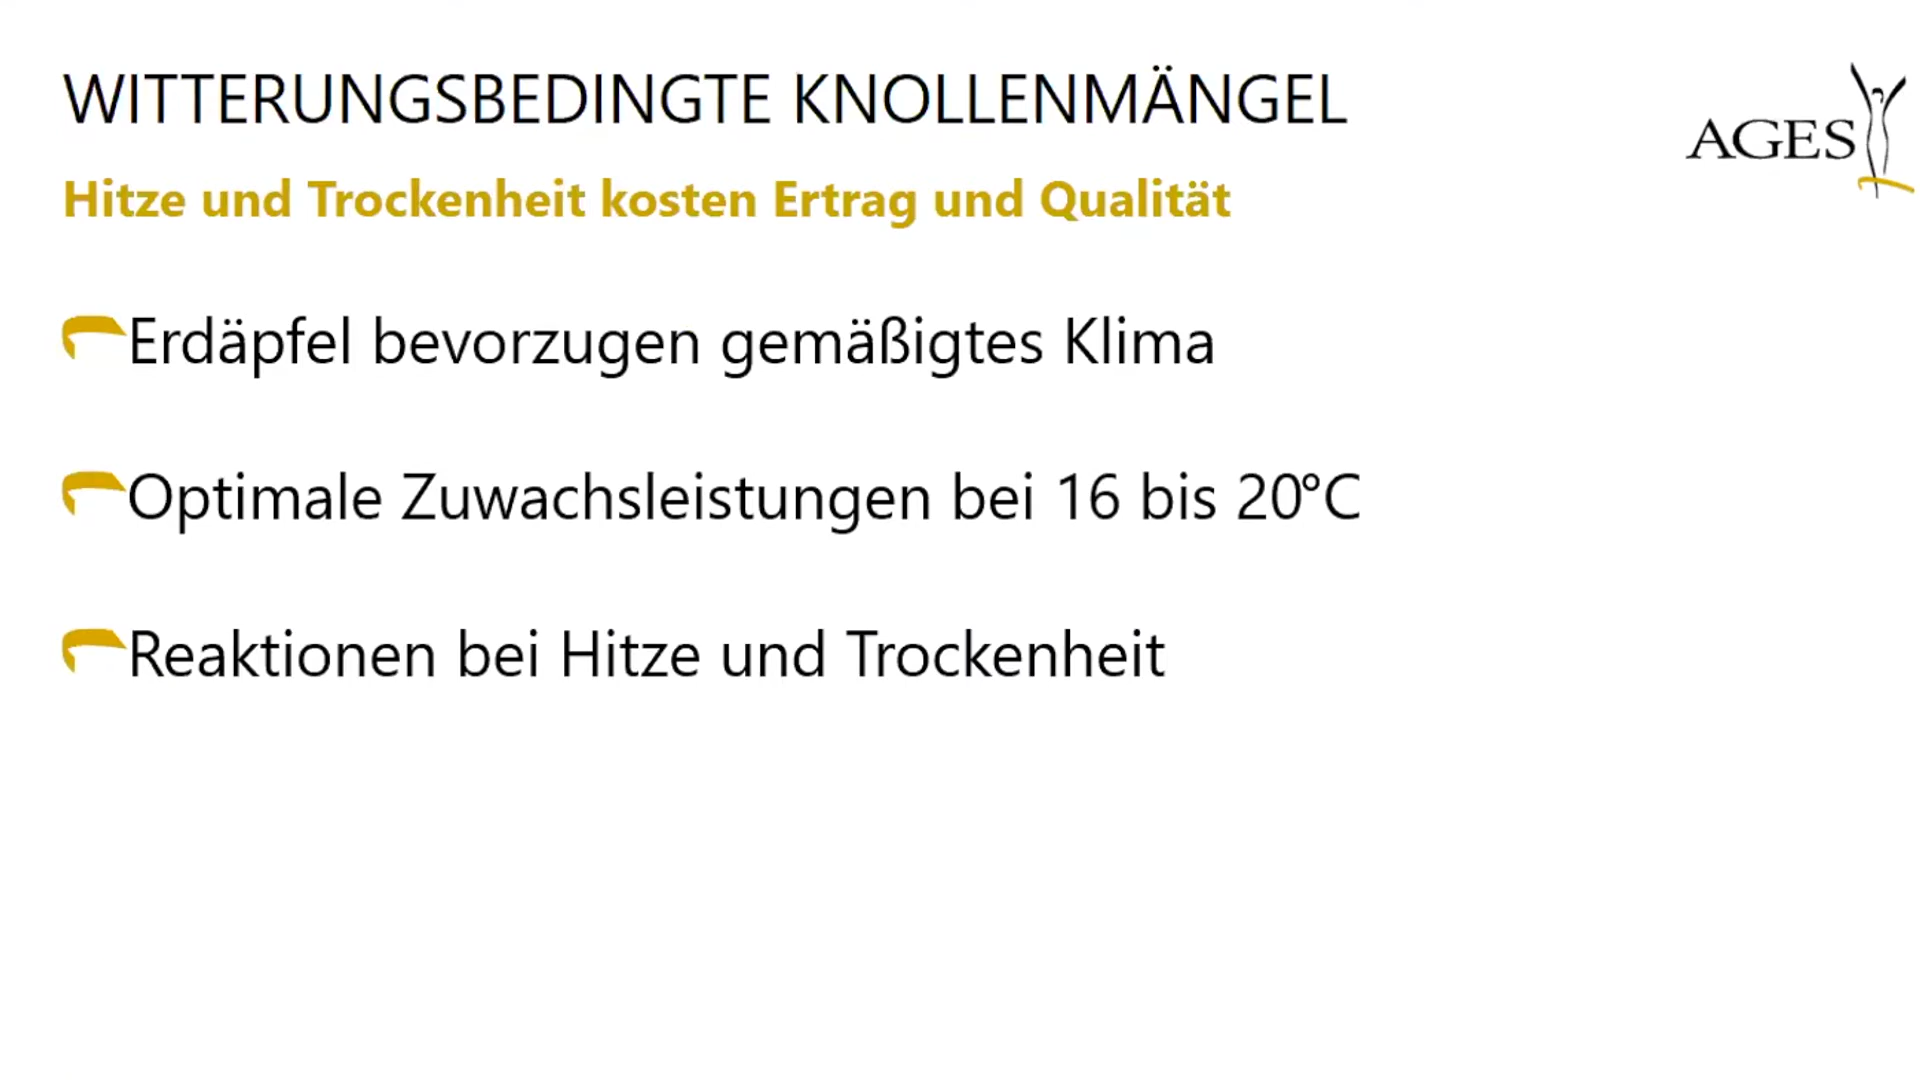 WITTERUNGSBEDINGTE KNOLLENMÄNGEL
AGES
Hitze und Trockenheit kosten Ertrag und Qualität
Erdäpfel bevorzugen gemäßigtes Klima
Optimale Zuwachsleistungen bei 16 bis 20°C
Reaktionen bei Hitze und Trockenheit